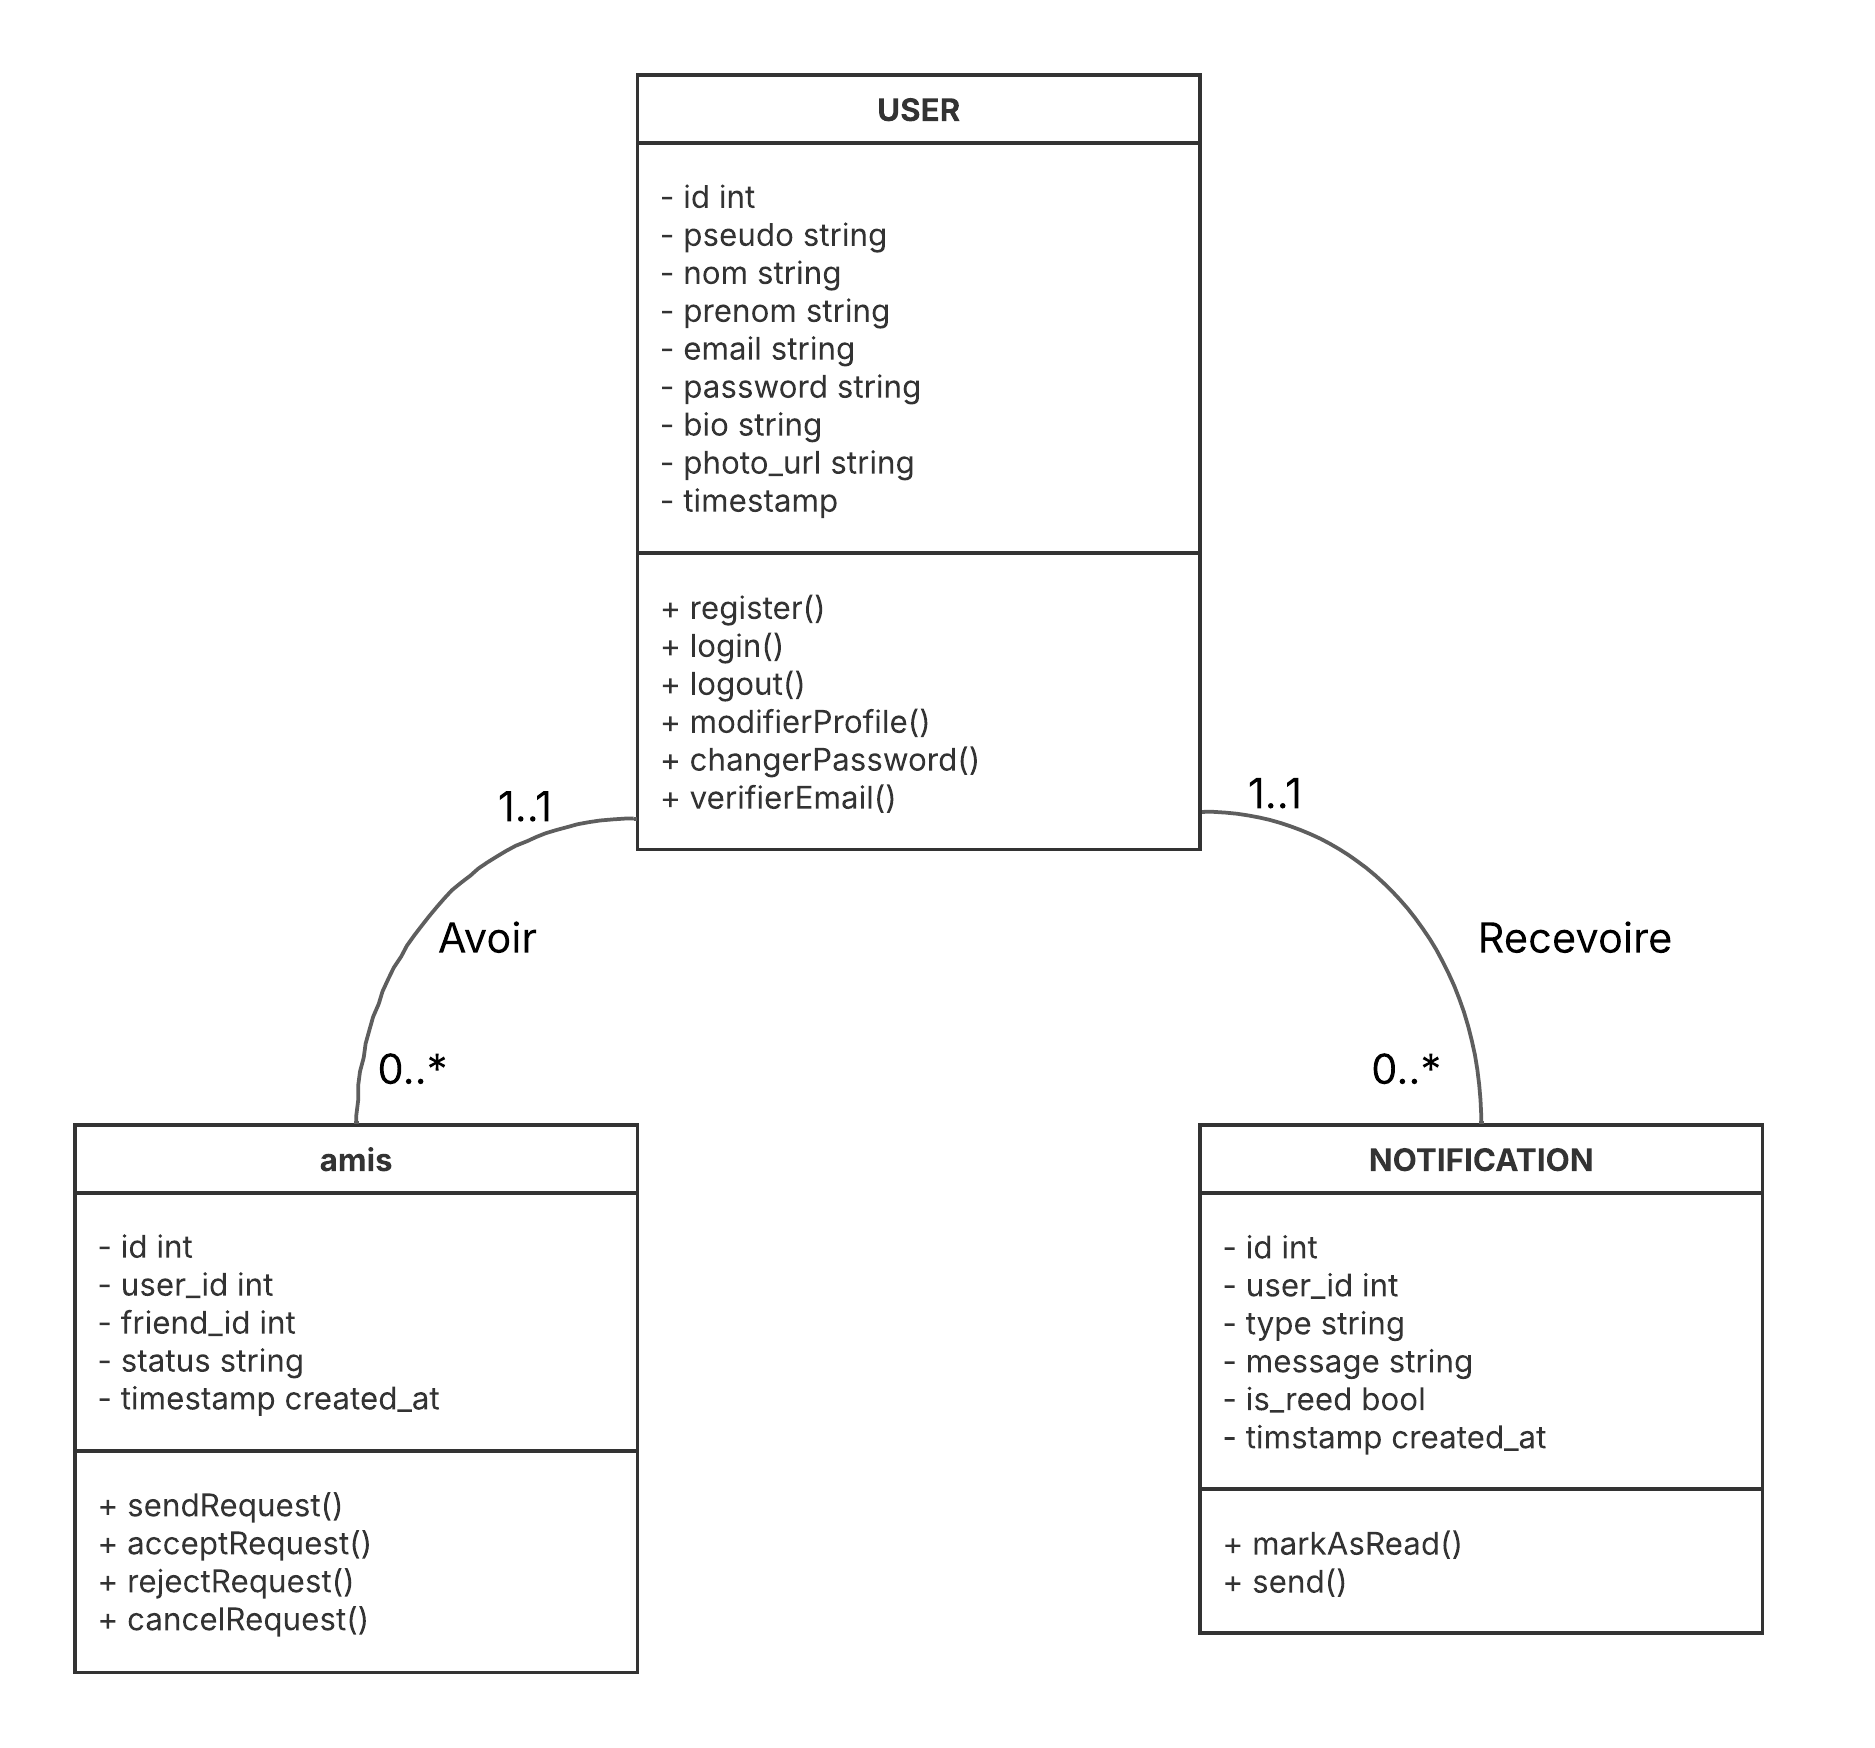 USER
- id int
- pseudo string
- nom string
- prenom string
- email string
- password string
- bio string
- photo_url string
- timestamp
+ register()
+ login()
+ logout()
+ modifierProfile()
+ changerPassword()
+ verifierEmail()
1..1
1..1
Avoir
Recevoire
0..*
0..*
amis
- id int
- user_id int
- friend_id int
- status string
- timestamp created_at
+ sendRequest()
+ acceptRequest()
+ rejectRequest()
+ cancelRequest()
NOTIFICATION
- id int
- user_id int
- type string
- message string
- is_reed bool
- timstamp created_at
+ markAsRead()
+ send()